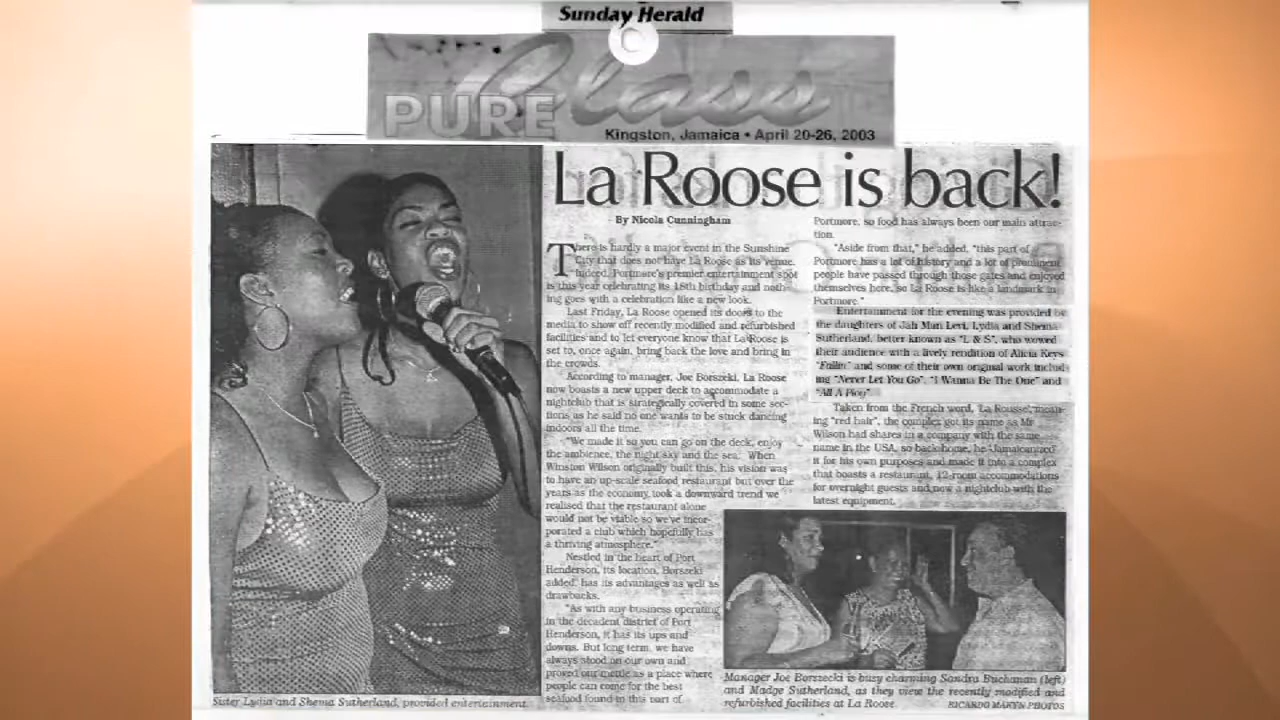 Sunday Herald
PURE Class
Kingston, Jamaica • April 20-26, 2003
La Roose is back!
- By Nicola Cunningham
There is hardly a major event in the Sunshine
City that does not have La Roose as its venue.
Indeed, Portmore's premier entertainment spot
is this year celebrating its 18th birthday and noth-
ing goes with a celebration like a new look.
Last Friday, La Roose opened its doors to the
media to show off recently modified and refurbished
facilities and to let everyone know that La Roose is
set to, once again, bring back the love and bring in
the crowds.
According to manager, Joe Borszeki, La Roose
now boasts a new upper deck to accommodate a
nightclub that is strategically covered in some sec-
tions as he said no one wants to be stuck dancing
indoors all the time.
"We made it so you can go on the deck, enjoy
the ambience, the night sky and the sea. When
Winston Wilson originally built this, his vision was
to have an up-scale seafood restaurant but over the
years as the economy took a downward trend we
realised that the restaurant alone
would not be viable so we've incor-
porated a club which hopefully has
a thriving atmosphere."
Nestled in the heart of Port
Henderson, its location, Borszeki
added, has its advantages as well as
drawbacks.
"As with any business operating
in the decadent district of Port
Henderson, it has its ups and
downs. But long term, we have
always stood on our own and
proved our mettle as a place where
people can come for the best
seafood found in this part of
Portmore, so food has always been our main attrac-
tion.
"Aside from that," he added, "this part of
Portmore has a lot of history and a lot of prominent
people have passed through those gates and enjoyed
themselves here, so La Roose is like a landmark in
Portmore."
Entertainment for the evening was provided by
the daughters of Jah Muri Levi, Lydia and Shema
Sutherland, better known as "L & S", who wowed
their audience with a lively rendition of Alicia Keys
"Fallin" and some of their own original work includ-
ing "Never Let You Go", "I Wanna Be The One" and
"All A Play".
Taken from the French word, 'La Rousse', mean-
ing "red hair", the complex got its name as Mr
Wilson had shares in a company with the same
name in the USA, so back home, he 'Jamaicanized'
it for his own purposes and made it into a complex
that boasts a restaurant, 12-room accommodations
for overnight guests and now a nightclub with the
latest equipment.
Sister Lydia and Shema Sutherland, provided entertainment.
Manager Joe Borszecki is busy charming Sandra Buchanan (left)
and Madge Sutherland, as they view the recently modified and
refurbished facilities at La Roose. RICARDO MAKYN PHOTOS